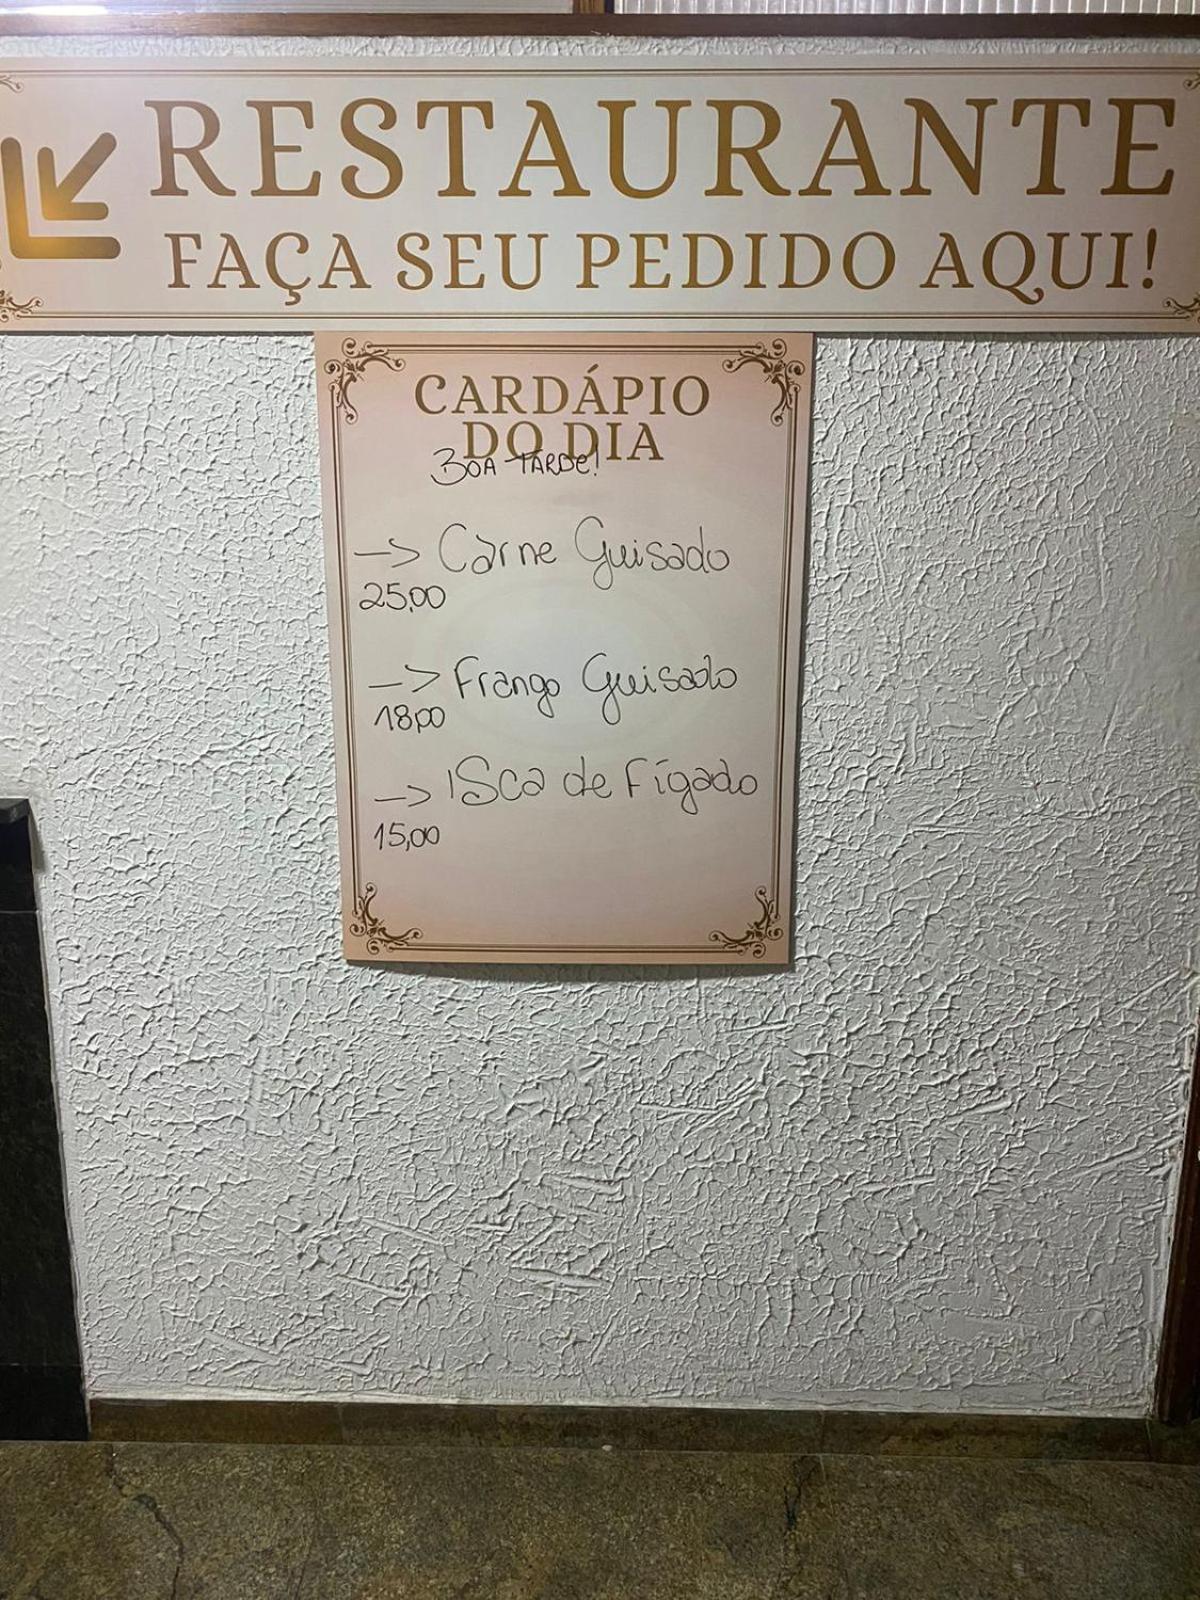 RESTAURANTE
FAÇA SEU PEDIDO AQUI!
CARDÁPIO
DO DIA
BOA TARDE!
--> Carne Guisado
25,00
--> Frango Guisado
18,00
--> ISca de Fígado
15,00